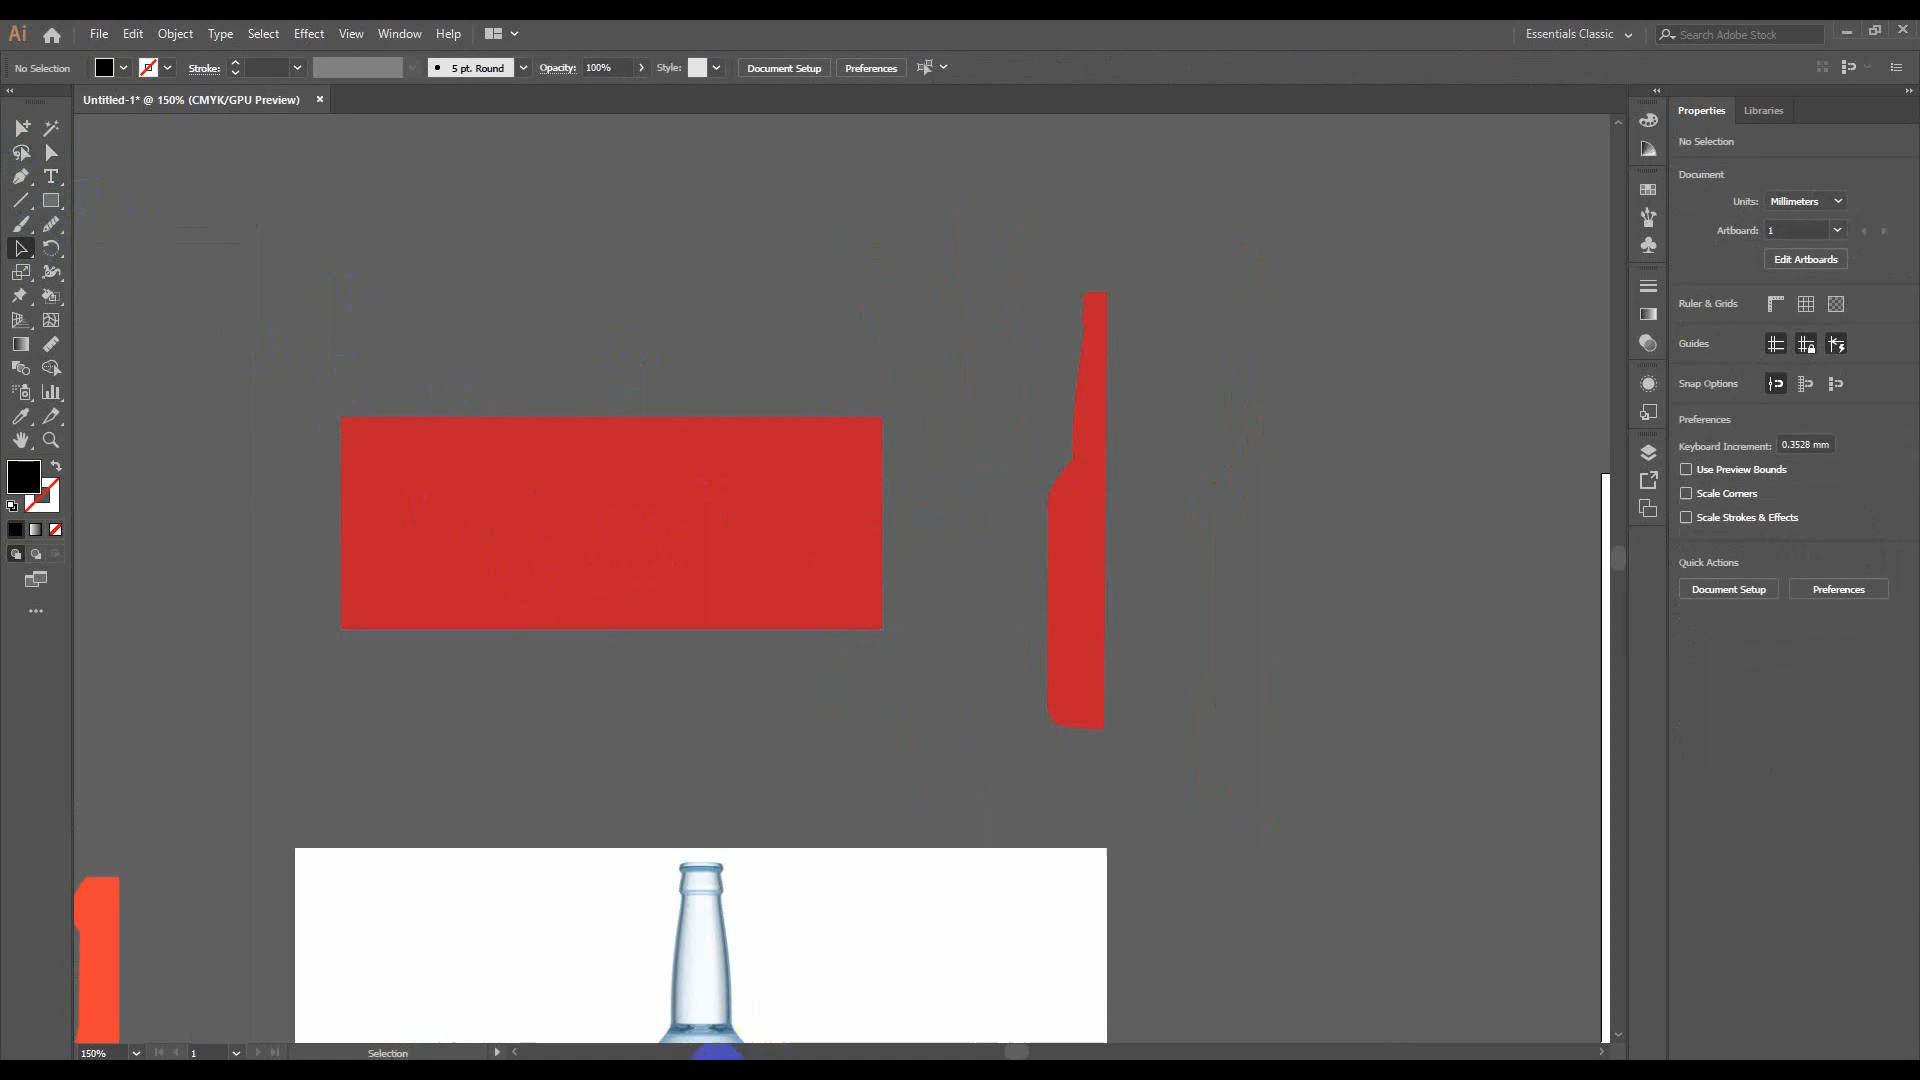 Ai File Edit Object Type Select Effect View Window Help Essentials Classic Search Adobe Stock
No Selection Stroke: 5 pt. Round Opacity: 100% Style: Document Setup Preferences
Untitled-1* @ 150% (CMYK/GPU Preview) ×
Properties Libraries
No Selection
Document
Units: Millimeters
Artboard: 1
Edit Artboards
Ruler & Grids
Guides
Snap Options
Preferences
Keyboard Increment: 0.3528 mm
Use Preview Bounds
Scale Corners
Scale Strokes & Effects
Quick Actions
Document Setup Preferences
150% 1 Selection